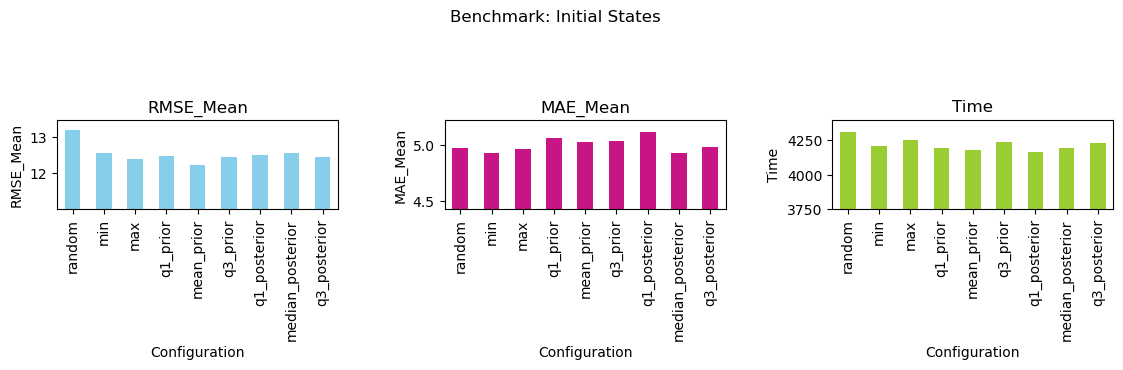 Benchmark: Initial States
RMSE_Mean
RMSE_Mean
13
12
random
min
max
q1_prior
mean_prior
q3_prior
q1_posterior
median_posterior
q3_posterior
Configuration
MAE_Mean
MAE_Mean
5.0
4.5
random
min
max
q1_prior
mean_prior
q3_prior
q1_posterior
median_posterior
q3_posterior
Configuration
Time
Time
4250
4000
3750
random
min
max
q1_prior
mean_prior
q3_prior
q1_posterior
median_posterior
q3_posterior
Configuration